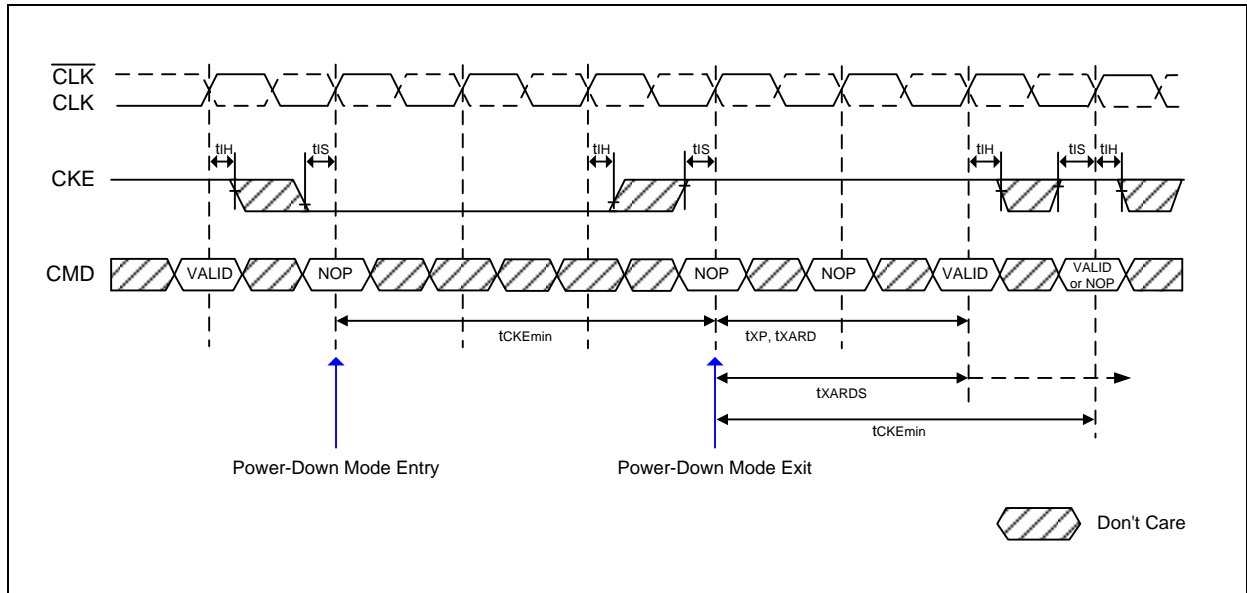 CLK
CLK
tIH
tIS
tIH
tIS
tIH
tIS
tIH
CKE
CMD
VALID
NOP
NOP
NOP
VALID
VALID
or NOP
tCKEmin
tXP, tXARD
tXARDS
tCKEmin
Power-Down Mode Entry
Power-Down Mode Exit
Don't Care